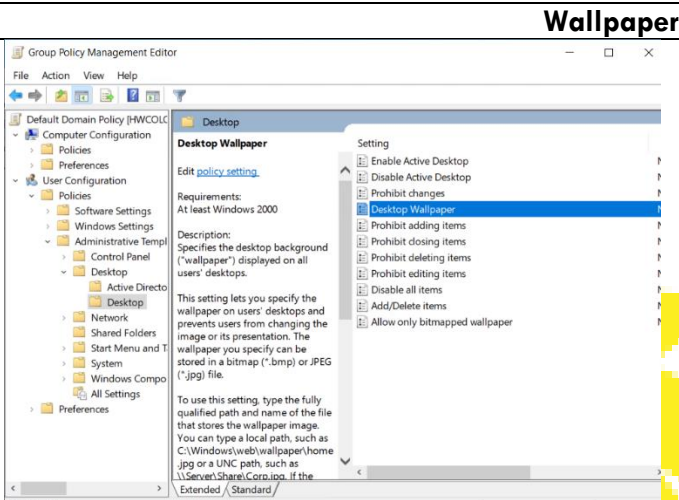 Wallpaper
Group Policy Management Editor
File Action View Help
Default Domain Policy [HWCOLC
Computer Configuration
Policies
Preferences
User Configuration
Policies
Software Settings
Windows Settings
Administrative Templ
Control Panel
Desktop
Active Directo
Desktop
Network
Shared Folders
Start Menu and T
System
Windows Compo
All Settings
Preferences
Desktop
Desktop Wallpaper
Edit policy setting
Requirements:
At least Windows 2000
Description:
Specifies the desktop background
("wallpaper") displayed on all
users' desktops.
This setting lets you specify the
wallpaper on users' desktops and
prevents users from changing the
image or its presentation. The
wallpaper you specify can be
stored in a bitmap (*.bmp) or JPEG
(*.jpg) file.
To use this setting, type the fully
qualified path and name of the file
that stores the wallpaper image.
You can type a local path, such as
C:\Windows\web\wallpaper\home
.jpg or a UNC path, such as
\\Server\Share\Corp.jpg. If the
Setting
Enable Active Desktop
Disable Active Desktop
Prohibit changes
Desktop Wallpaper
Prohibit adding items
Prohibit closing items
Prohibit deleting items
Prohibit editing items
Disable all items
Add/Delete items
Allow only bitmapped wallpaper
Extended Standard